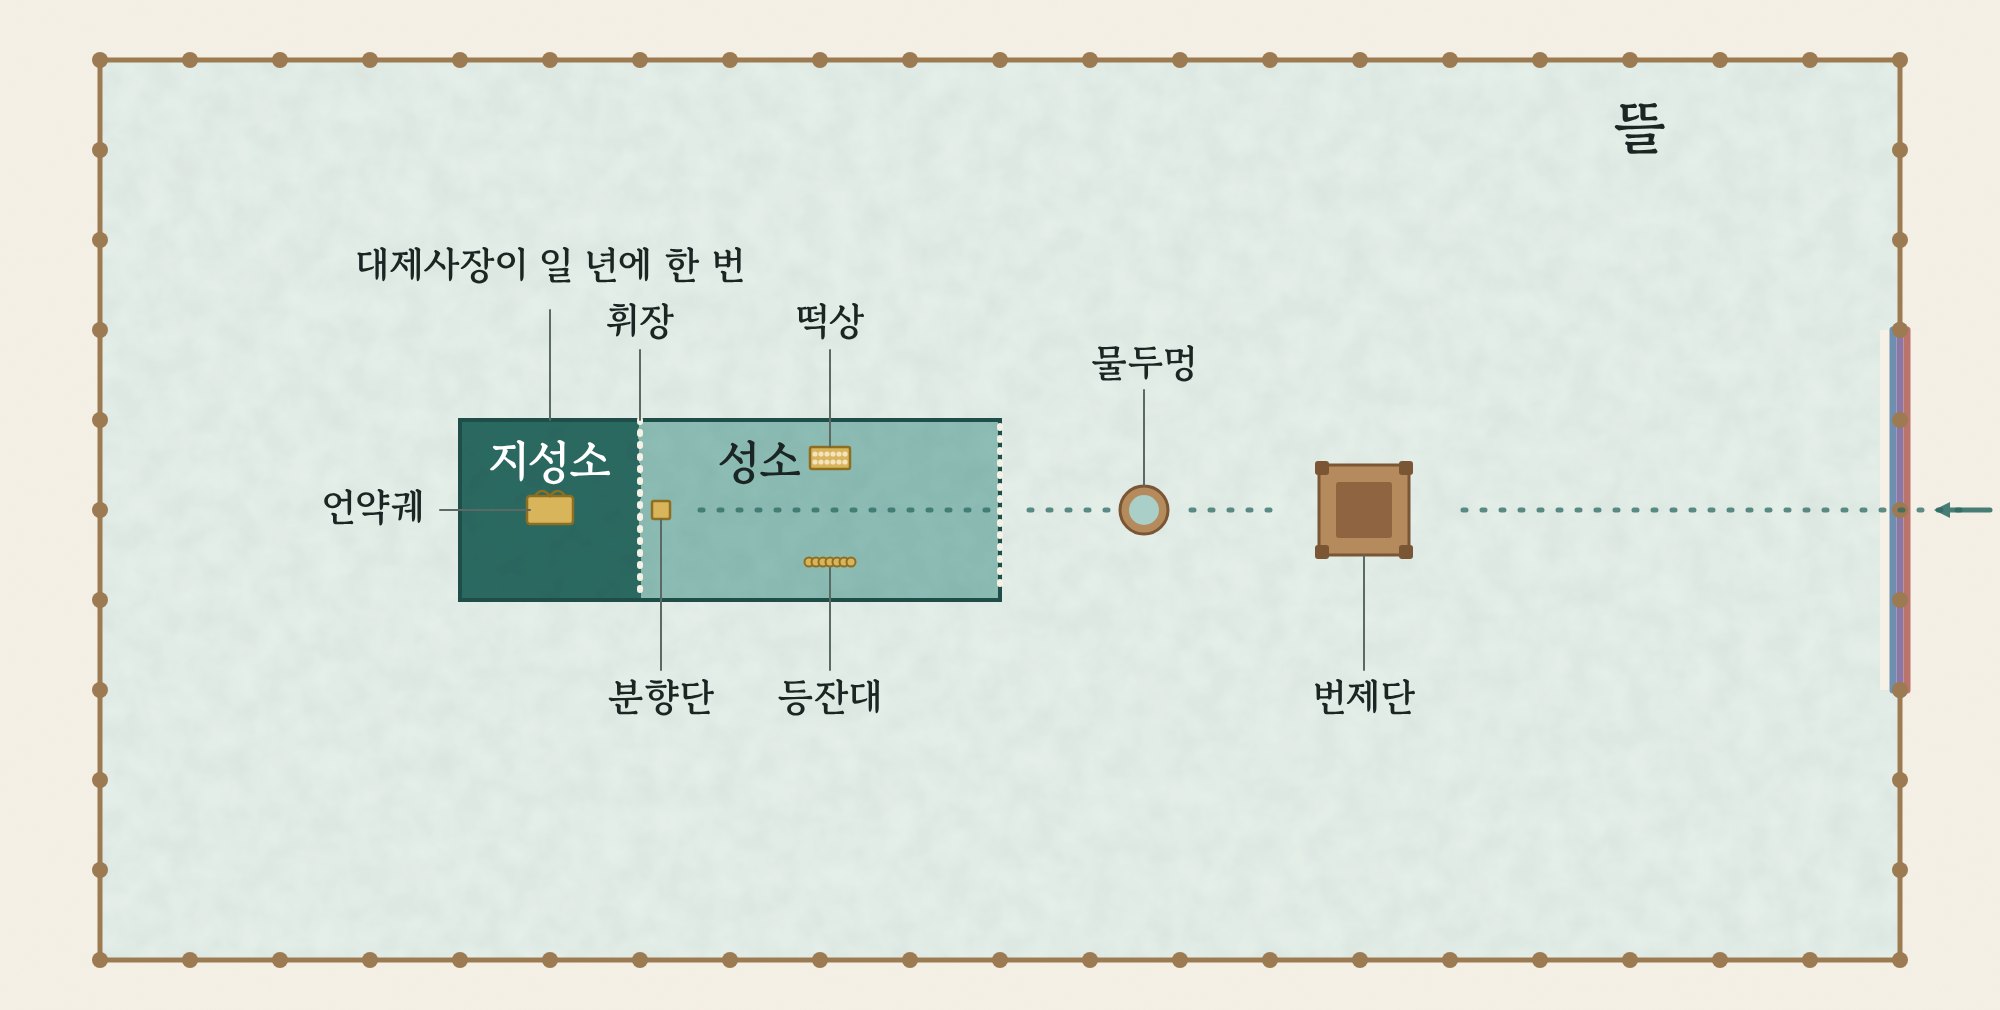 뜰
대제사장이 일 년에 한 번
휘장
떡상
물두멍
지성소
성소
언약궤
분향단
등잔대
번제단